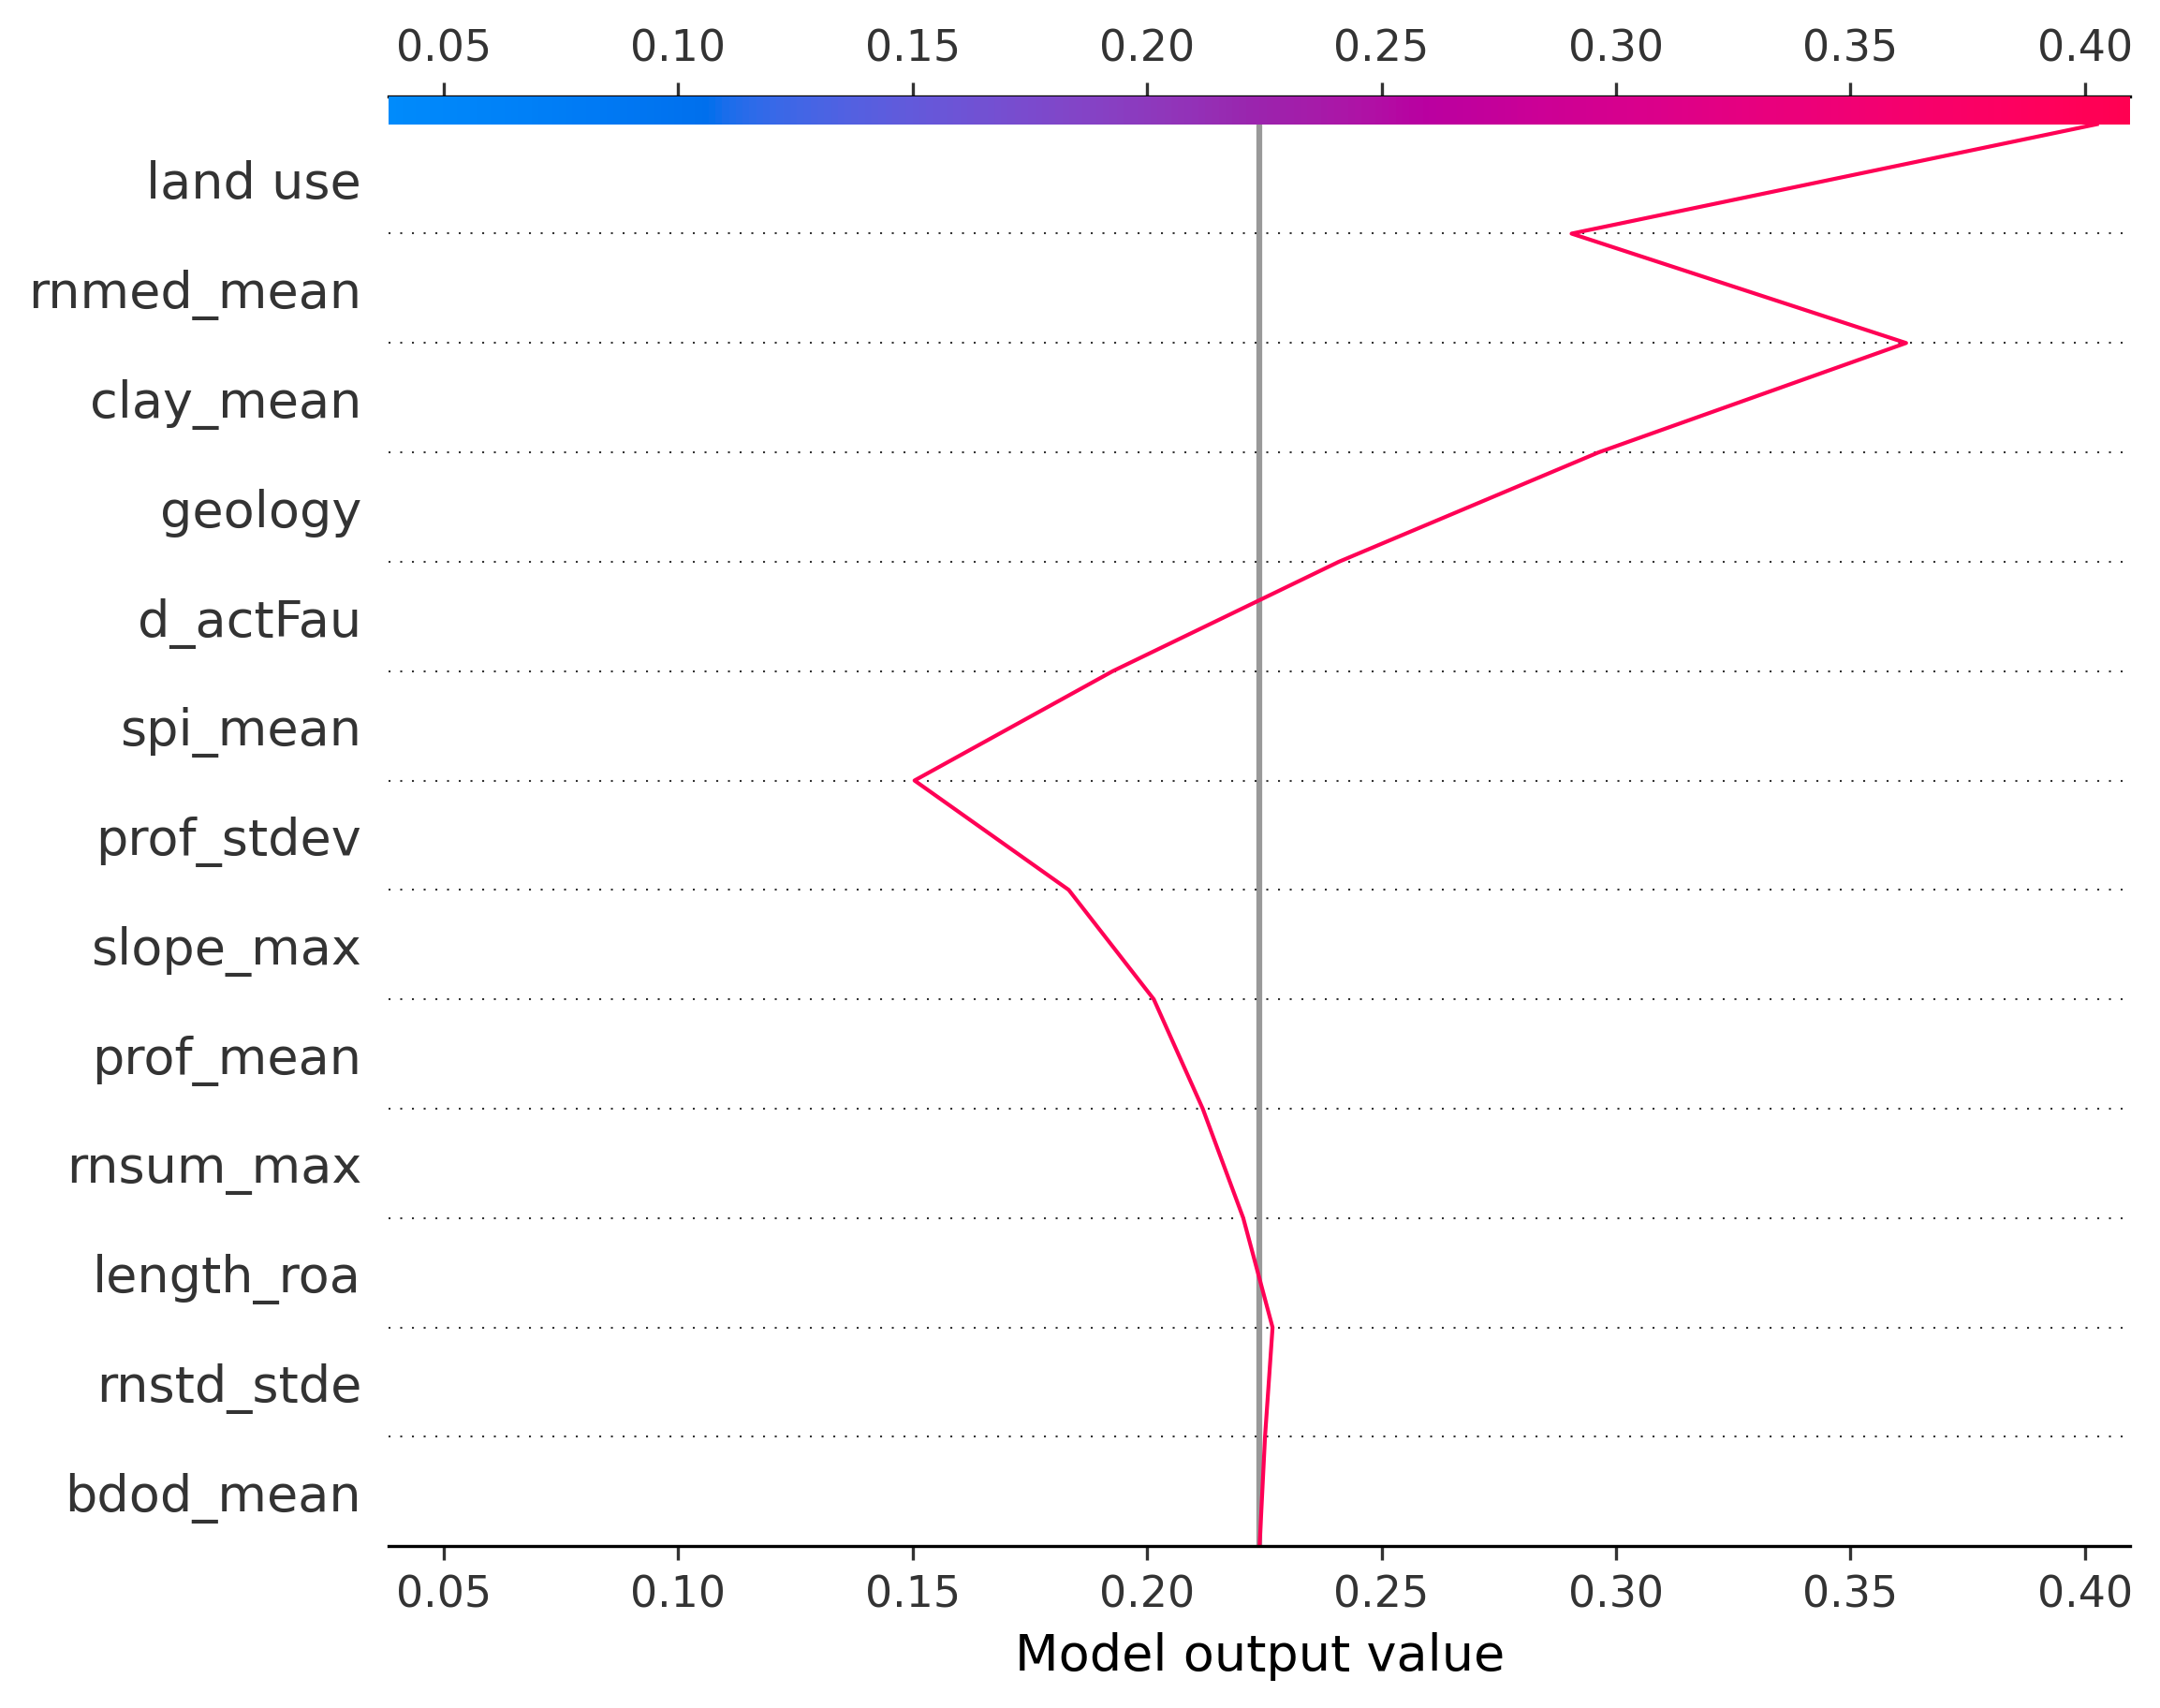 0.05 0.10 0.15 0.20 0.25 0.30 0.35 0.40
land use
rnmed_mean
clay_mean
geology
d_actFau
spi_mean
prof_stdev
slope_max
prof_mean
rnsum_max
length_roa
rnstd_stde
bdod_mean
0.05 0.10 0.15 0.20 0.25 0.30 0.35 0.40
Model output value